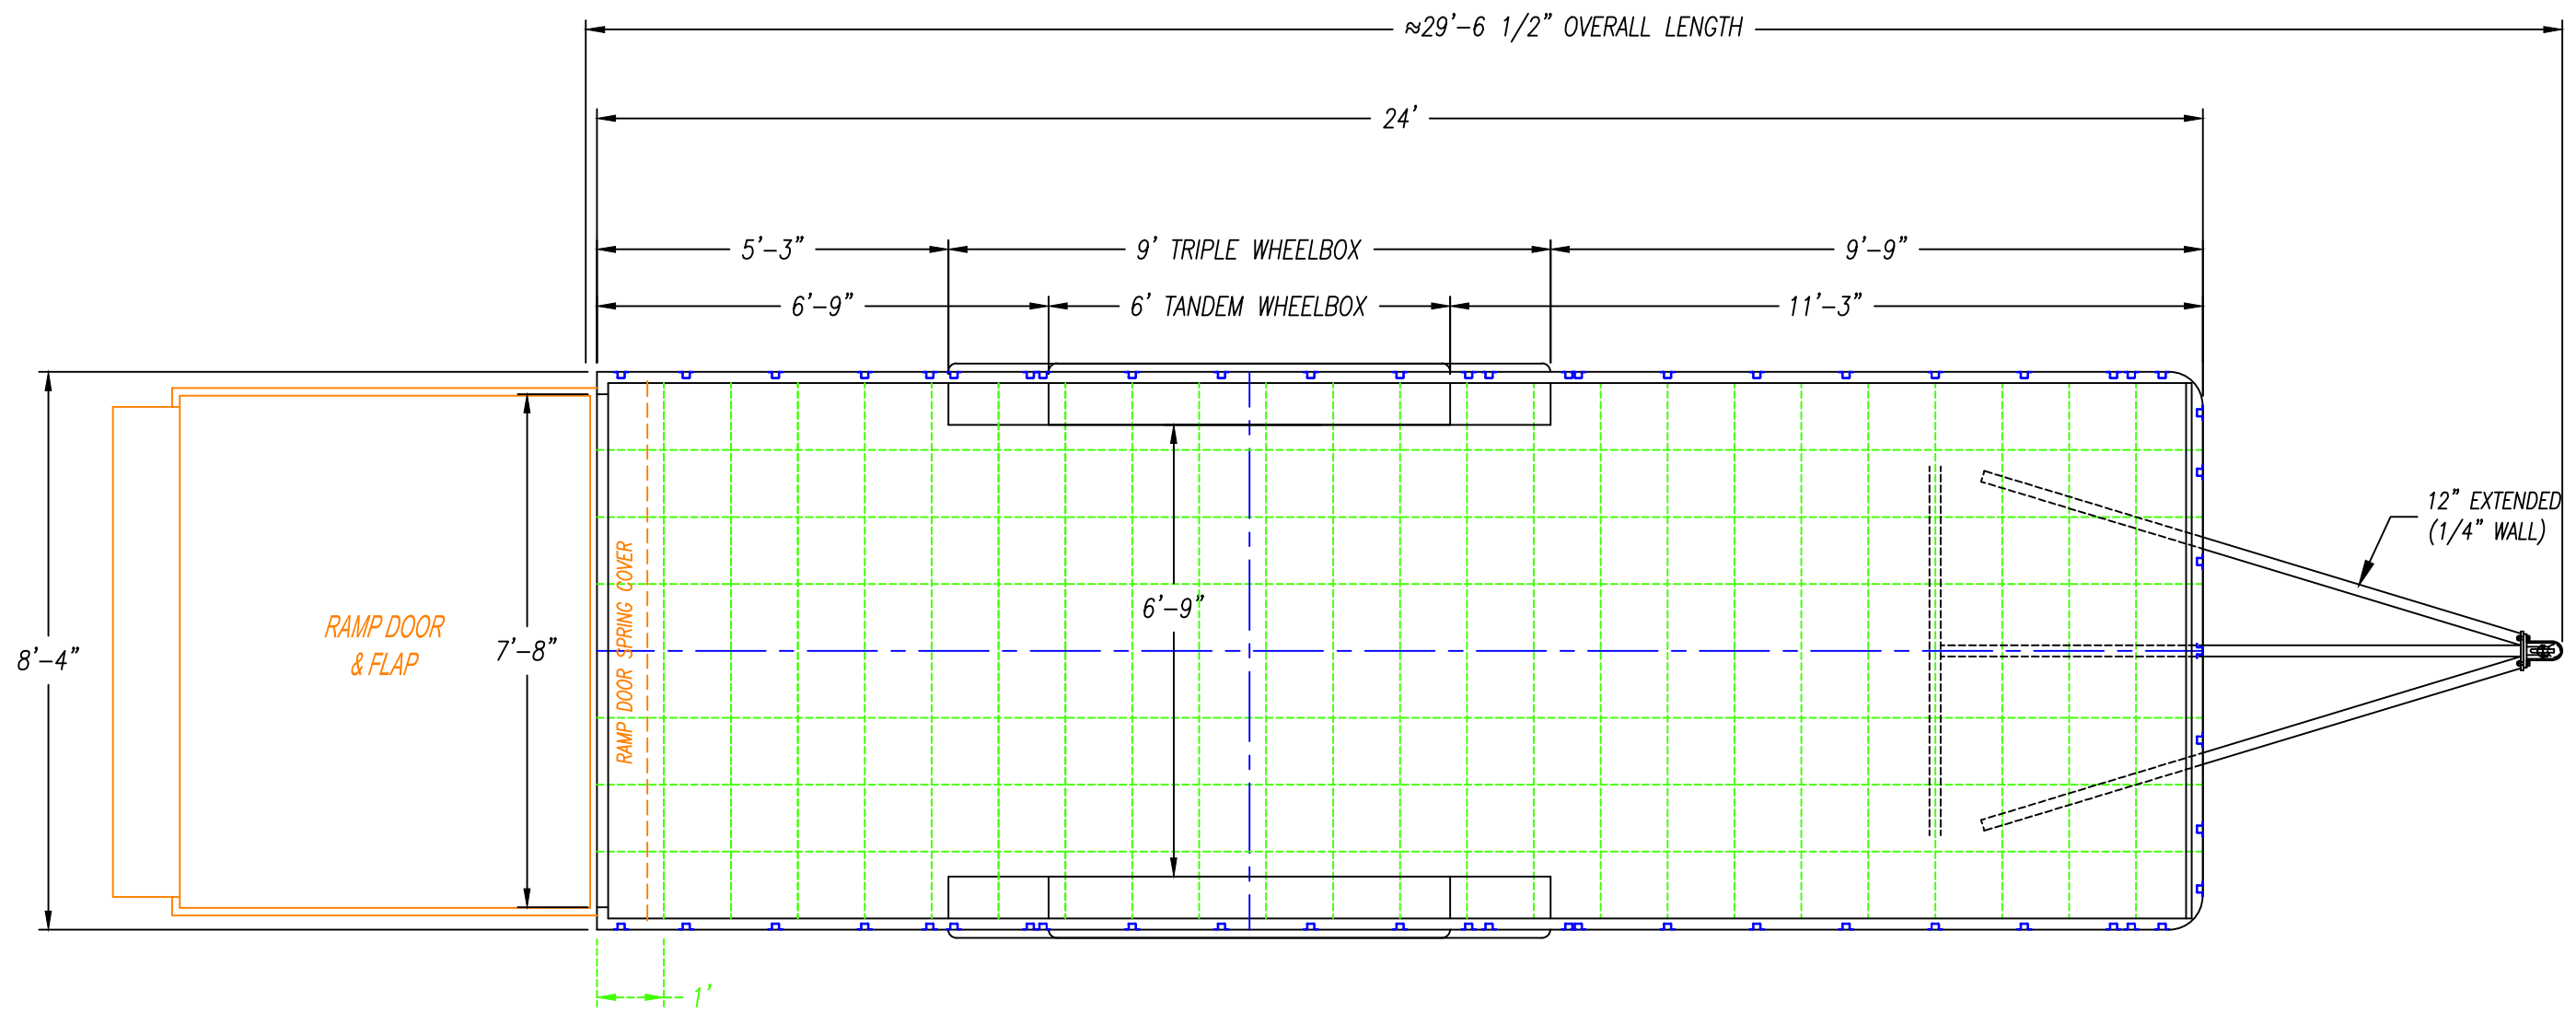 ≈29'-6 1/2" OVERALL LENGTH
24'
5'-3"
9' TRIPLE WHEELBOX
9'-9"
6'-9"
6' TANDEM WHEELBOX
11'-3"
12" EXTENDED
(1/4" WALL)
8'-4"
RAMP DOOR
& FLAP
7'-8"
RAMP DOOR SPRING COVER
6'-9"
1'